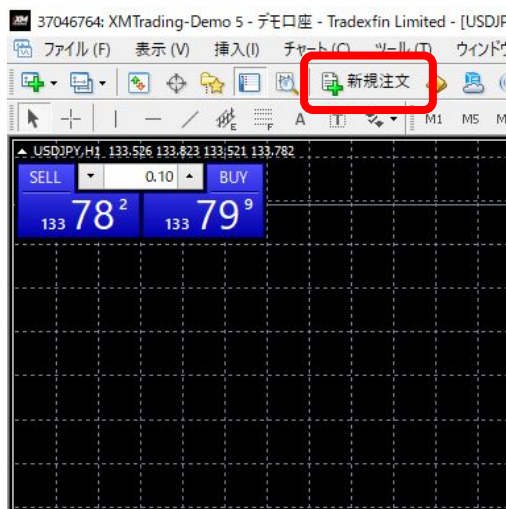 XM 37046764: XMTrading-Demo 5 - デモ口座 - Tradexfin Limited - [USDJP
ファイル (F) 表示 (V) 挿入(I) チャート (C) ツール (T) ウィンドウ
新規注文
E F A T M1 M5 M
USDJPY,H1 133.526 133.823 133.521 133.782
SELL 0.10 BUY
133 78 2 133 79 9